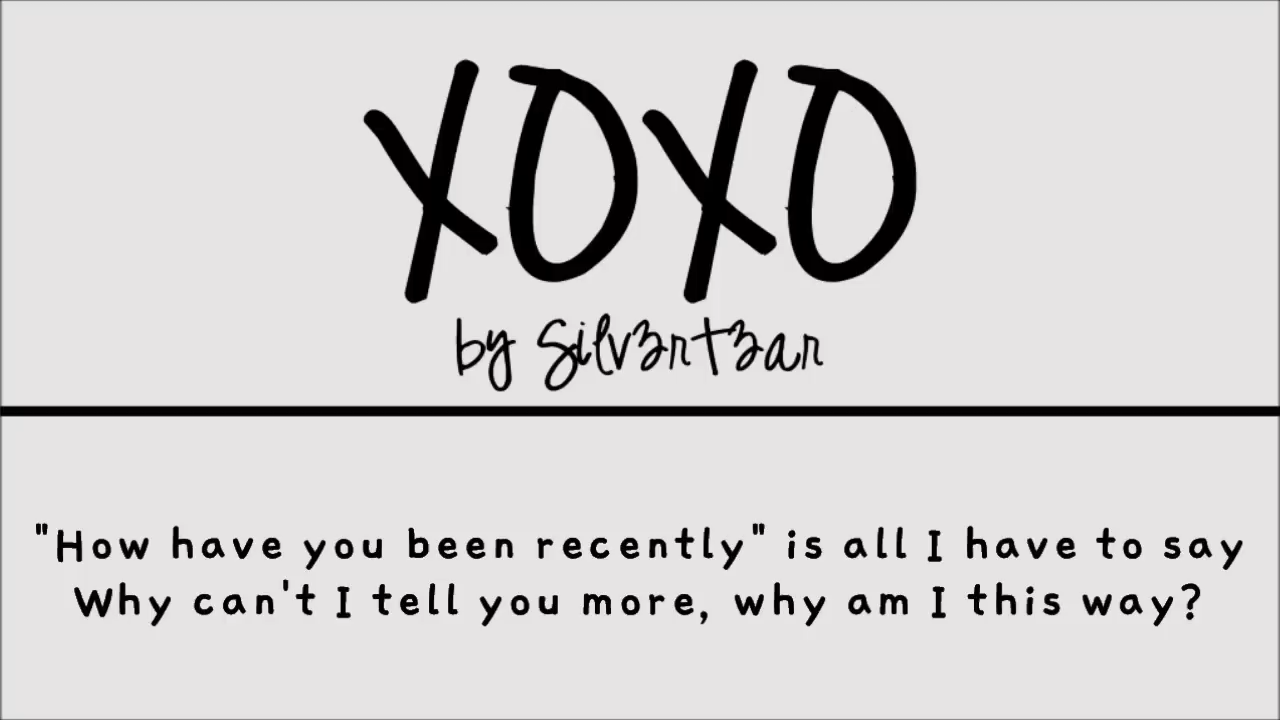 XOXO
by Silv3rt3ar
"How have you been recently" is all I have to say
Why can't I tell you more, why am I this way?